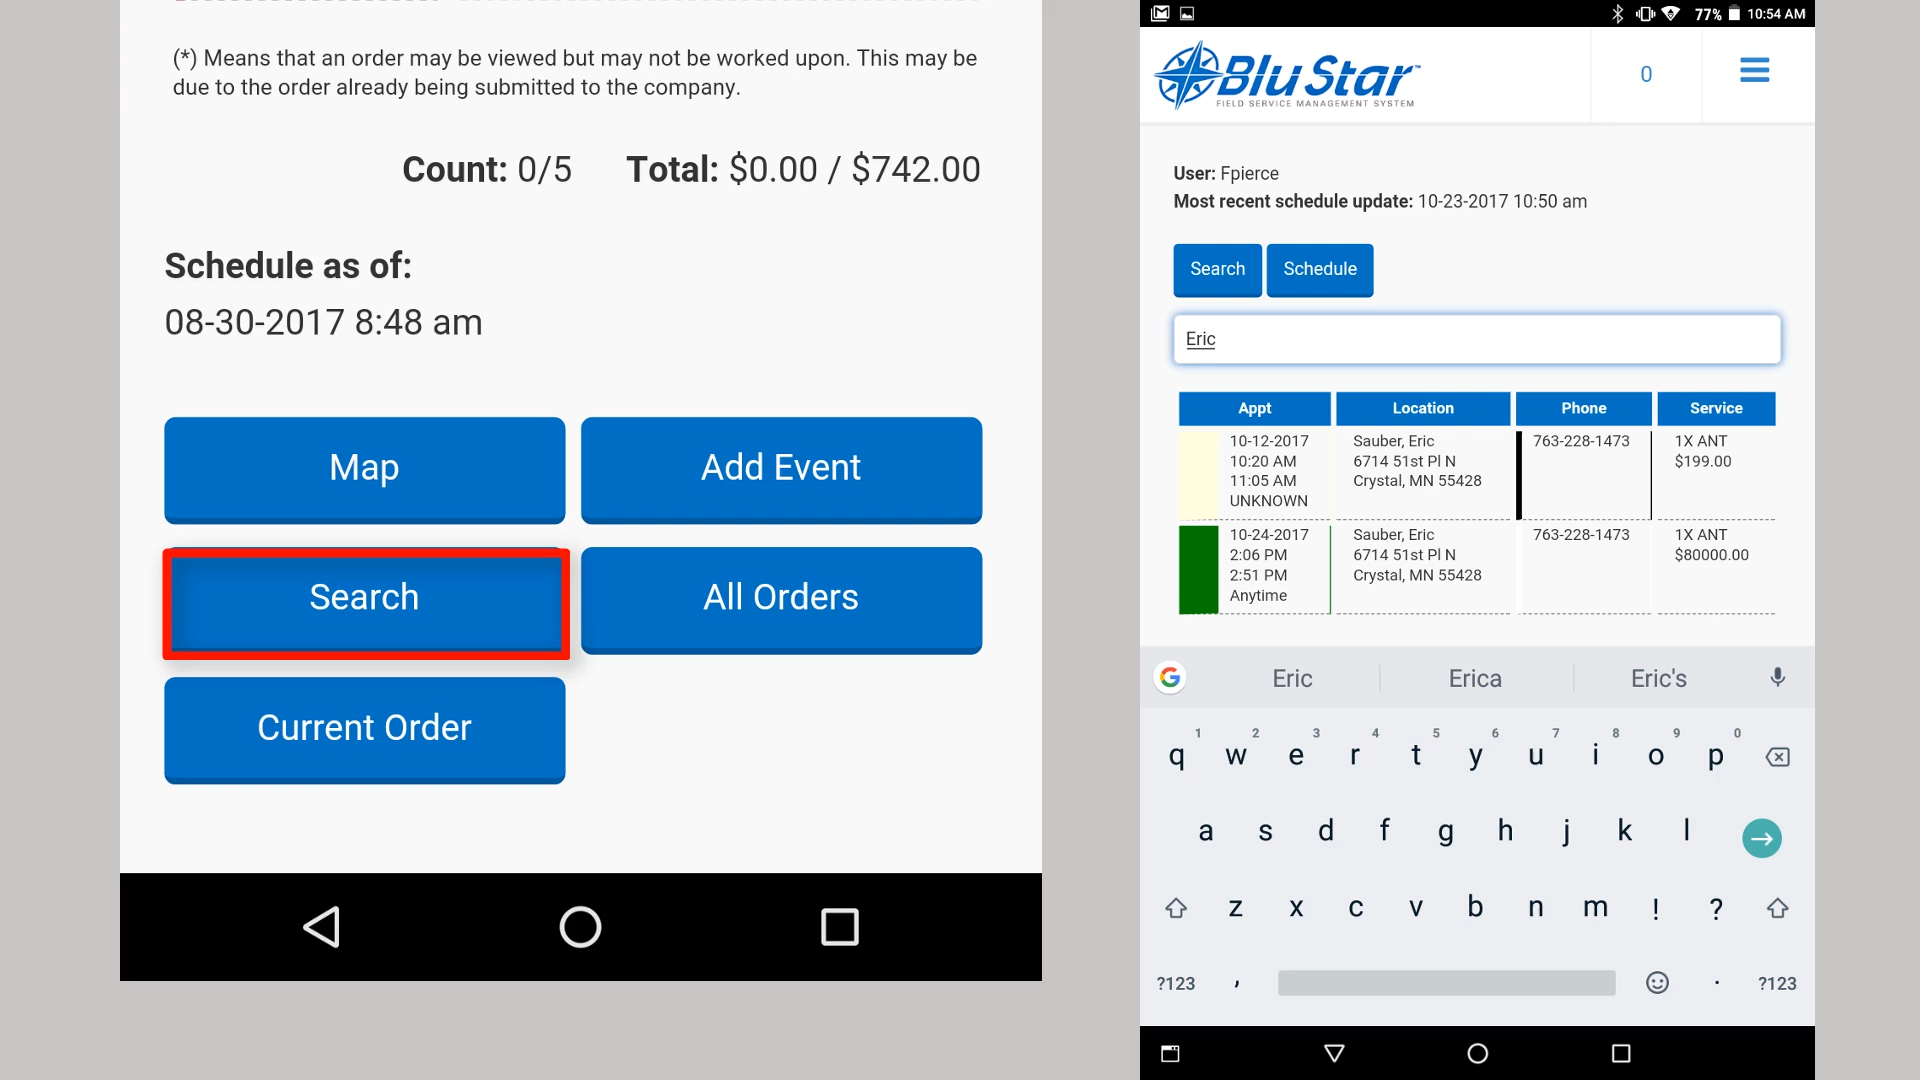 (*) Means that an order may be viewed but may not be worked upon. This may be
due to the order already being submitted to the company.
Count: 0/5 Total: $0.00 / $742.00
Schedule as of:
08-30-2017 8:48 am
Map
Add Event
Search
All Orders
Current Order
77% 10:54 AM
Blu Star™
FIELD SERVICE MANAGEMENT SYSTEM
0
User: Fpierce
Most recent schedule update: 10-23-2017 10:50 am
Search
Schedule
Eric
Appt Location Phone Service
10-12-2017 Sauber, Eric 763-228-1473 1X ANT
10:20 AM 6714 51st Pl N $199.00
11:05 AM Crystal, MN 55428
UNKNOWN
10-24-2017 Sauber, Eric 763-228-1473 1X ANT
2:06 PM 6714 51st Pl N $80000.00
2:51 PM Crystal, MN 55428
Anytime
G Eric Erica Eric's
1 2 3 4 5 6 7 8 9 0
q w e r t y u i o p
a s d f g h j k l
z x c v b n m ! ?
?123 , . ?123